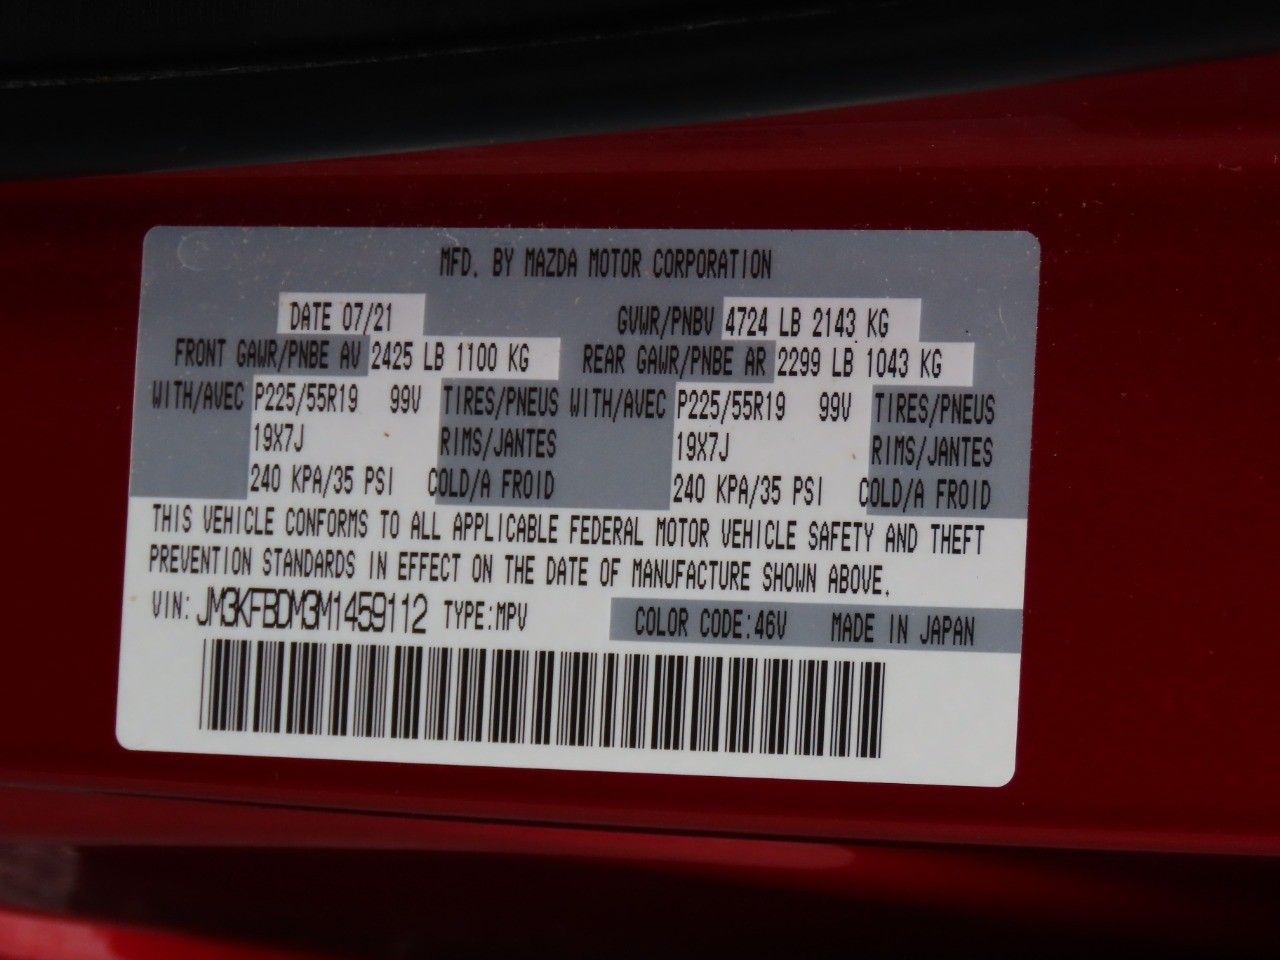 MFD. BY MAZDA MOTOR CORPORATION
DATE 07/21 GVWR/PNBV 4724 LB 2143 KG
FRONT GAWR/PNBE AV 2425 LB 1100 KG REAR GAWR/PNBE AR 2299 LB 1043 KG
WITH/AVEC P225/55R19 99V TIRES/PNEUS WITH/AVEC P225/55R19 99V TIRES/PNEUS
19X7J RIMS/JANTES 19X7J RIMS/JANTES
240 KPA/35 PSI COLD/A FROID 240 KPA/35 PSI COLD/A FROID
THIS VEHICLE CONFORMS TO ALL APPLICABLE FEDERAL MOTOR VEHICLE SAFETY AND THEFT
PREVENTION STANDARDS IN EFFECT ON THE DATE OF MANUFACTURE SHOWN ABOVE.
VIN: JM3KFBDM3M1459112 TYPE:MPV COLOR CODE:46V MADE IN JAPAN